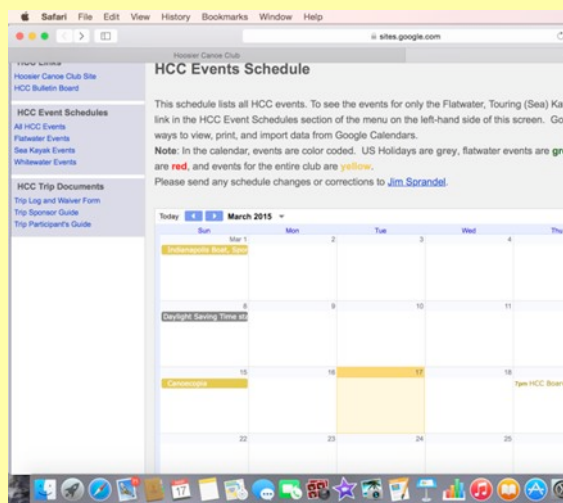 Safari File Edit View History Bookmarks Window Help
sites.google.com
Hoosier Canoe Club
HCC Links
Hoosier Canoe Club Site
HCC Bulletin Board
HCC Event Schedules
All HCC Events
Flatwater Events
Sea Kayak Events
Whitewater Events
HCC Trip Documents
Trip Log and Waiver Form
Trip Sponsor Guide
Trip Participant's Guide
HCC Events Schedule
This schedule lists all HCC events. To see the events for only the Flatwater, Touring (Sea) Ka
link in the HCC Event Schedules section of the menu on the left-hand side of this screen. Go
ways to view, print, and import data from Google Calendars.
Note: In the calendar, events are color coded. US Holidays are grey, flatwater events are gr
are red, and events for the entire club are yellow.
Please send any schedule changes or corrections to Jim Sprandel.
Today March 2015
Sun Mon Tue Wed Thu
Mar 1 2 3 4
Indianapolis Boat, Spor
8 9 10 11
Daylight Saving Time sta
15 16 17 18
Canoecopia
7pm HCC Boar
22 23 24 25
17